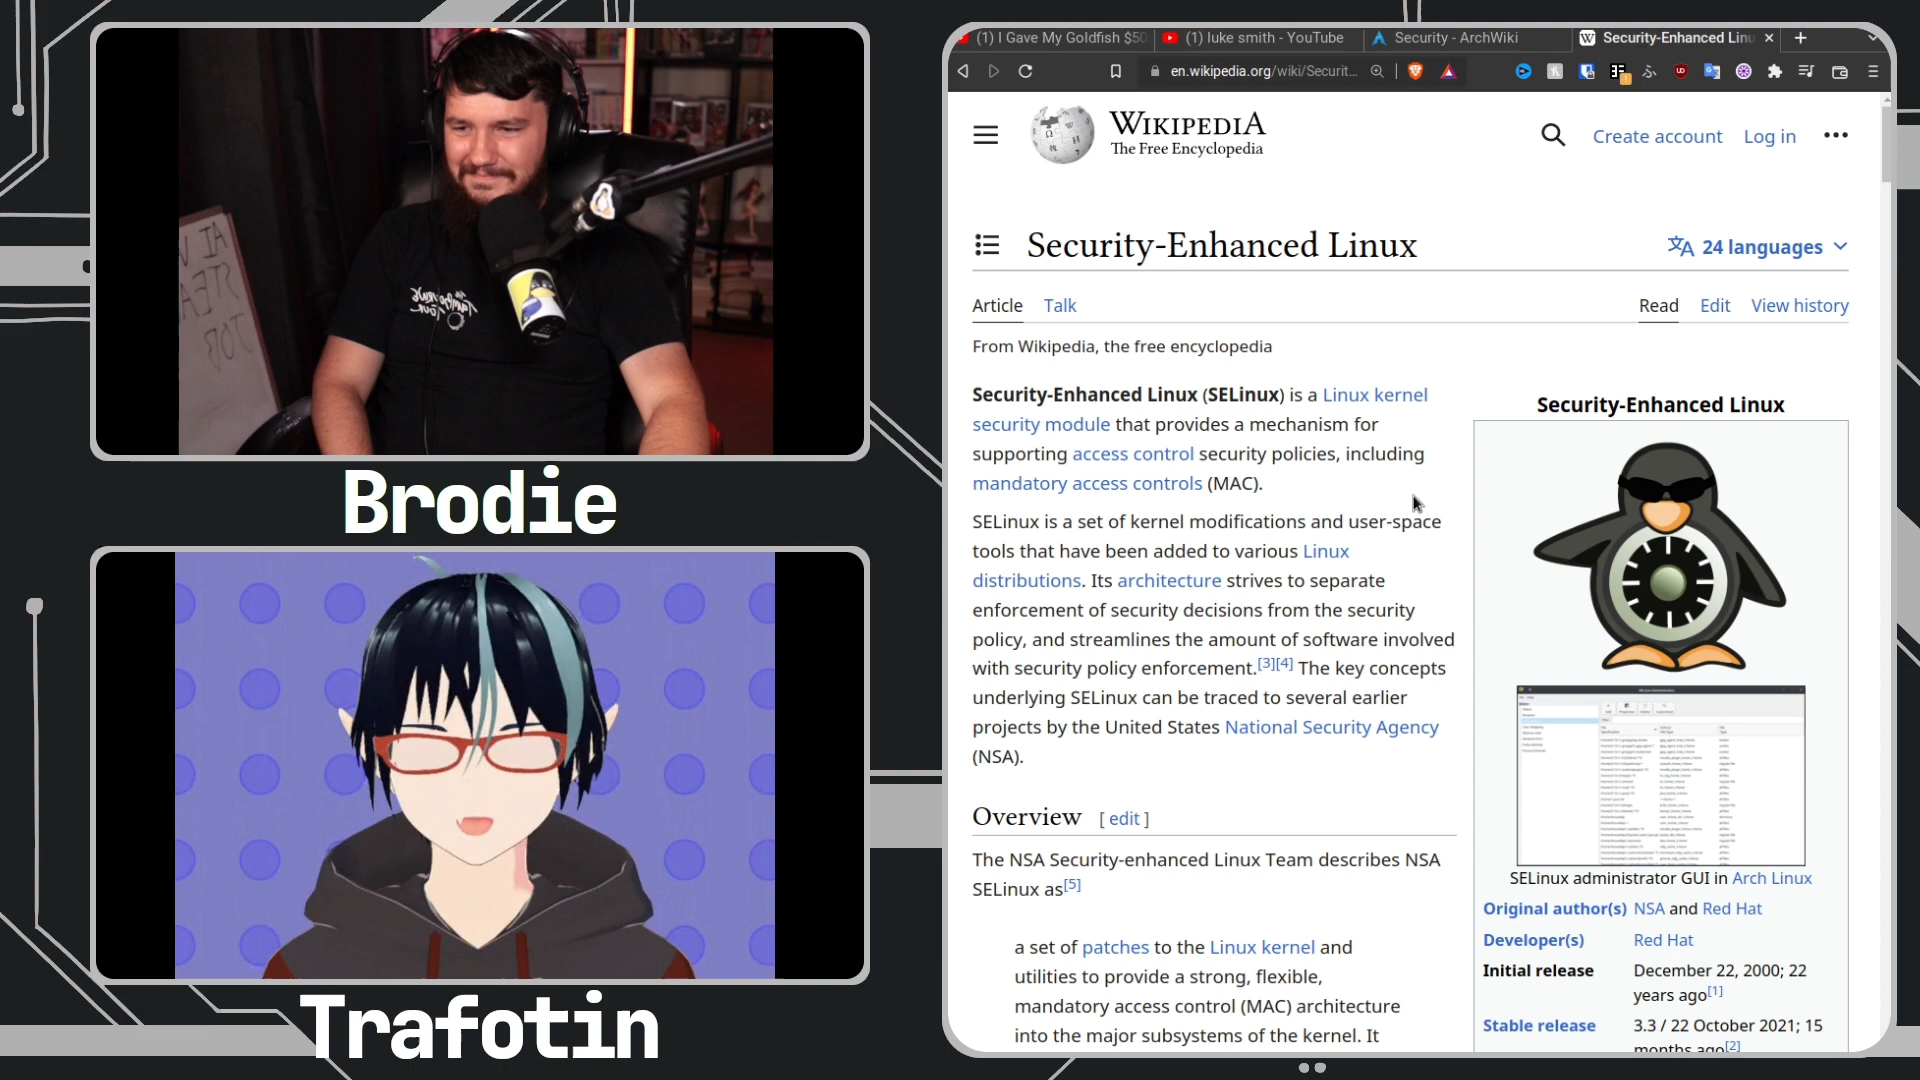 Brodie
Trafotin
(1) I Gave My Goldfish $50
(1) luke smith - YouTube
Security - ArchWiki
Security-Enhanced Linu
en.wikipedia.org/wiki/Securit...
WIKIPEDIA
The Free Encyclopedia
Create account
Log in
Security-Enhanced Linux
24 languages
Article
Talk
Read
Edit
View history
From Wikipedia, the free encyclopedia
Security-Enhanced Linux (SELinux) is a Linux kernel
security module that provides a mechanism for
supporting access control security policies, including
mandatory access controls (MAC).
SELinux is a set of kernel modifications and user-space
tools that have been added to various Linux
distributions. Its architecture strives to separate
enforcement of security decisions from the security
policy, and streamlines the amount of software involved
with security policy enforcement.[3][4] The key concepts
underlying SELinux can be traced to several earlier
projects by the United States National Security Agency
(NSA).
Overview [ edit ]
The NSA Security-enhanced Linux Team describes NSA
SELinux as[5]
a set of patches to the Linux kernel and
utilities to provide a strong, flexible,
mandatory access control (MAC) architecture
into the major subsystems of the kernel. It
Security-Enhanced Linux
SELinux administrator GUI in Arch Linux
Original author(s) NSA and Red Hat
Developer(s) Red Hat
Initial release December 22, 2000; 22
years ago[1]
Stable release 3.3 / 22 October 2021; 15
months ago[2]